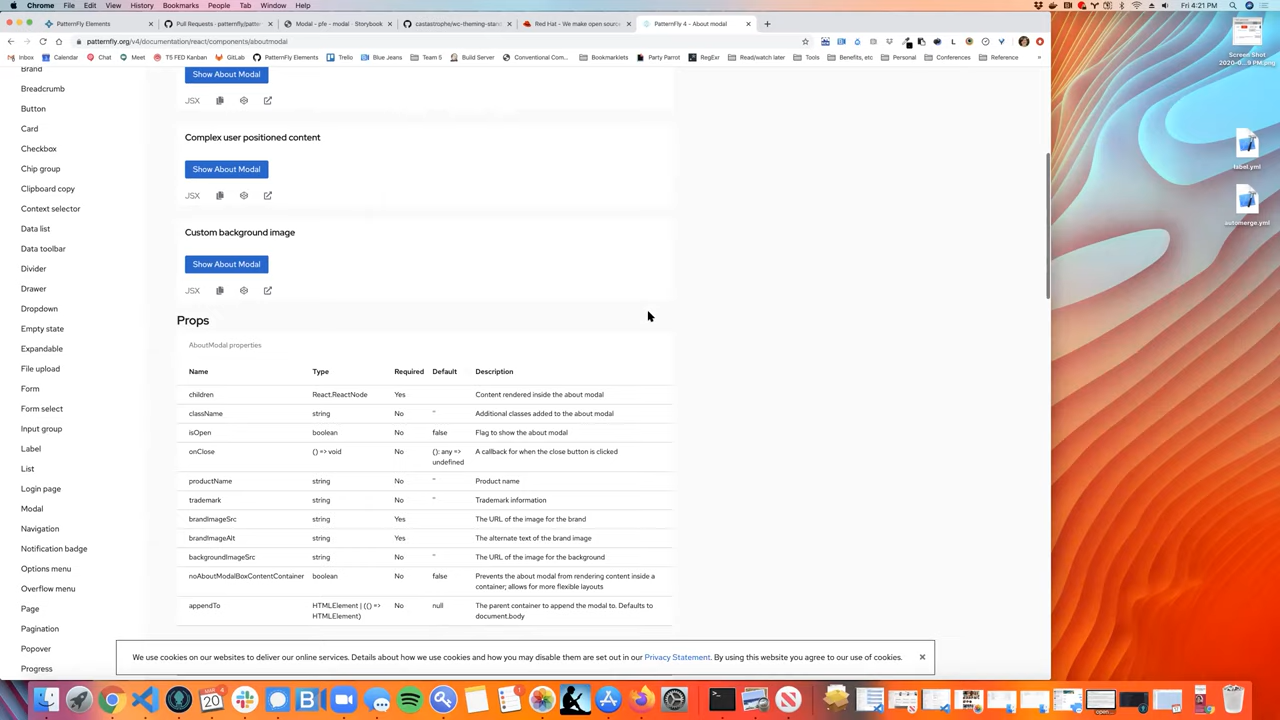 Chrome File Edit View History Bookmarks People Tab Window Help
Fri 4:21 PM
PatternFly Elements
Pull Requests · patternfly/patter
Modal - pfe - modal · Storybook
castastrophe/wc-theming-stand
Red Hat - We make open source
PatternFly 4 - About modal
patternfly.org/v4/documentation/react/components/aboutmodal
Inbox Calendar Chat Meet TS FED Kanban GitLab PatternFly Elements Trello Blue Jeans Team 5 Build Server Conventional Com... Bookmarklets Party Parrot RegExr Read/watch later Tools Benefits, etc Personal Conferences Reference »
Screen Shot
2020-0...9 PM.png
label.yml
automerge.yml
Brand
Breadcrumb
Button
Card
Checkbox
Chip group
Clipboard copy
Context selector
Data list
Data toolbar
Divider
Drawer
Dropdown
Empty state
Expandable
File upload
Form
Form select
Input group
Label
List
Login page
Modal
Navigation
Notification badge
Options menu
Overflow menu
Page
Pagination
Popover
Progress
Show About Modal
JSX
Complex user positioned content
Show About Modal
JSX
Custom background image
Show About Modal
JSX
Props
AboutModal properties
Name Type Required Default Description
children React.ReactNode Yes Content rendered inside the about modal
className string No '' Additional classes added to the about modal
isOpen boolean No false Flag to show the about modal
onClose () => void No (): any => undefined A callback for when the close button is clicked
productName string No '' Product name
trademark string No '' Trademark information
brandImageSrc string Yes The URL of the image for the brand
brandImageAlt string Yes The alternate text of the brand image
backgroundImageSrc string No '' The URL of the image for the background
noAboutModalBoxContentContainer boolean No false Prevents the about modal from rendering content inside a
container; allows for more flexible layouts
appendTo HTMLElement | (() => HTMLElement) No null The parent container to append the modal to. Defaults to
document.body
We use cookies on our websites to deliver our online services. Details about how we use cookies and how you may disable them are set out in our Privacy Statement. By using this website you agree to our use of cookies.
20